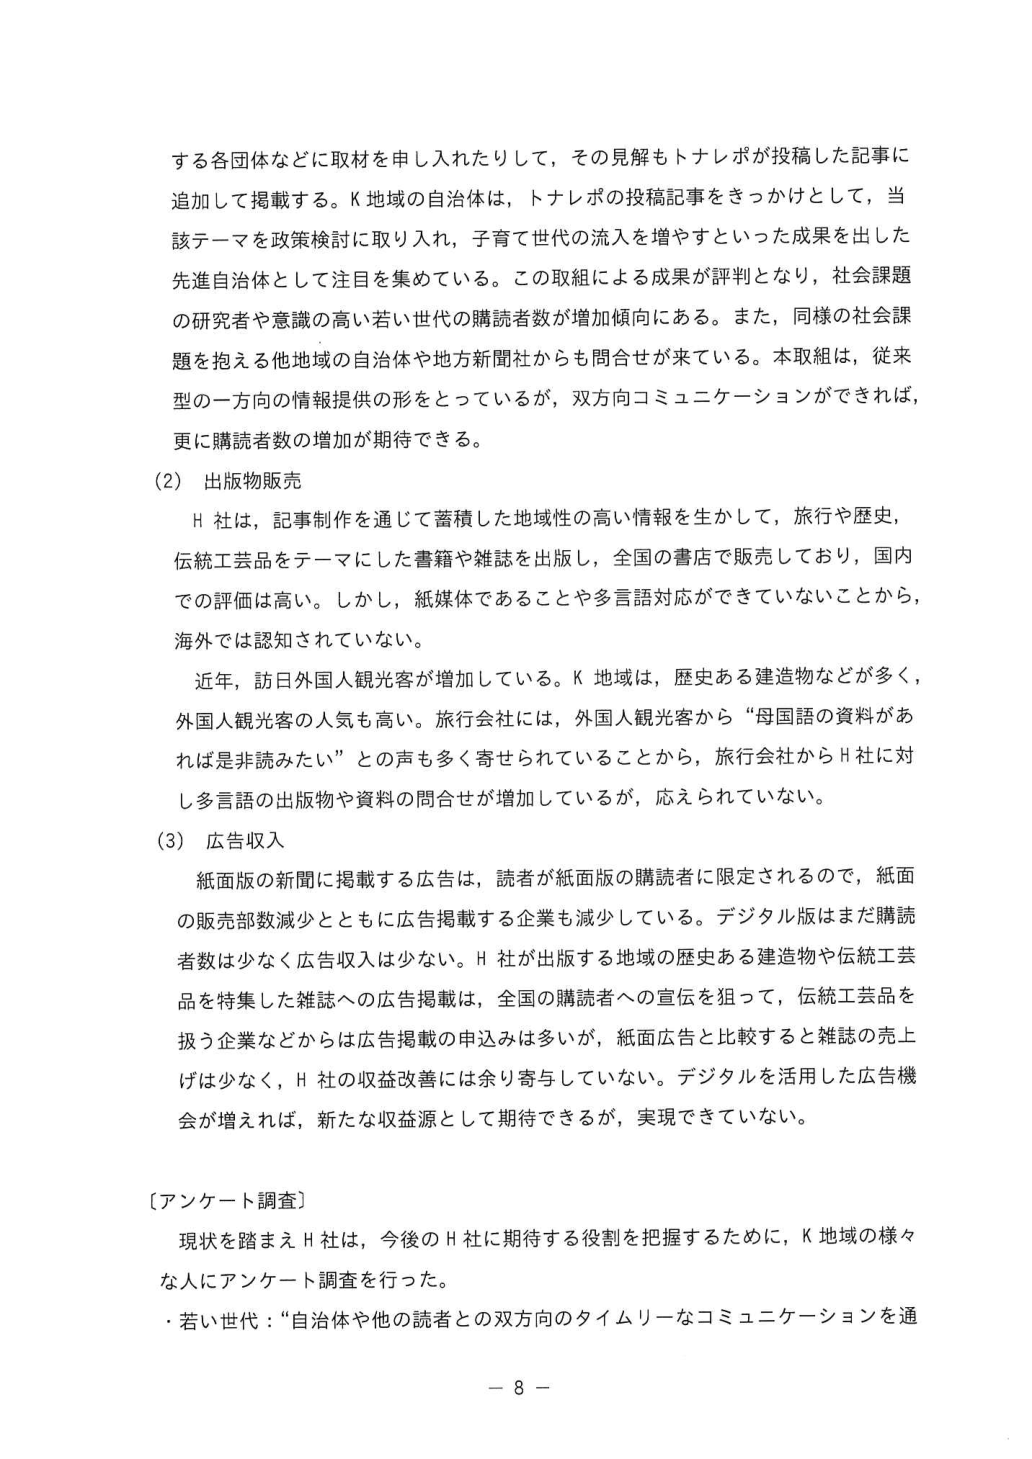 する各団体などに取材を申し入れたりして，その見解もトナレポが投稿した記事に
追加して掲載する。K 地域の自治体は，トナレポの投稿記事をきっかけとして，当
該テーマを政策検討に取り入れ，子育て世代の流入を増やすといった成果を出した
先進自治体として注目を集めている。この取組による成果が評判となり，社会課題
の研究者や意識の高い若い世代の購読者数が増加傾向にある。また，同様の社会課
題を抱える他地域の自治体や地方新聞社からも問合せが来ている。本取組は，従来
型の一方向の情報提供の形をとっているが，双方向コミュニケーションができれば，
更に購読者数の増加が期待できる。
(2) 出版物販売
H 社は，記事制作を通じて蓄積した地域性の高い情報を生かして，旅行や歴史，
伝統工芸品をテーマにした書籍や雑誌を出版し，全国の書店で販売しており，国内
での評価は高い。しかし，紙媒体であることや多言語対応ができていないことから，
海外では認知されていない。
近年，訪日外国人観光客が増加している。K 地域は，歴史ある建造物などが多く，
外国人観光客の人気も高い。旅行会社には，外国人観光客から“母国語の資料があ
れば是非読みたい”との声も多く寄せられていることから，旅行会社から H 社に対
し多言語の出版物や資料の問合せが増加しているが，応えられていない。
(3) 広告収入
紙面版の新聞に掲載する広告は，読者が紙面版の購読者に限定されるので，紙面
の販売部数減少とともに広告掲載する企業も減少している。デジタル版はまだ購読
者数は少なく広告収入は少ない。H 社が出版する地域の歴史ある建造物や伝統工芸
品を特集した雑誌への広告掲載は，全国の購読者への宣伝を狙って，伝統工芸品を
扱う企業などからは広告掲載の申込みは多いが，紙面広告と比較すると雑誌の売上
げは少なく，H 社の収益改善には余り寄与していない。デジタルを活用した広告機
会が増えれば，新たな収益源として期待できるが，実現できていない。
〔アンケート調査〕
現状を踏まえ H 社は，今後の H 社に期待する役割を把握するために，K 地域の様々
な人にアンケート調査を行った。
・若い世代：“自治体や他の読者との双方向のタイムリーなコミュニケーションを通
― 8 ―